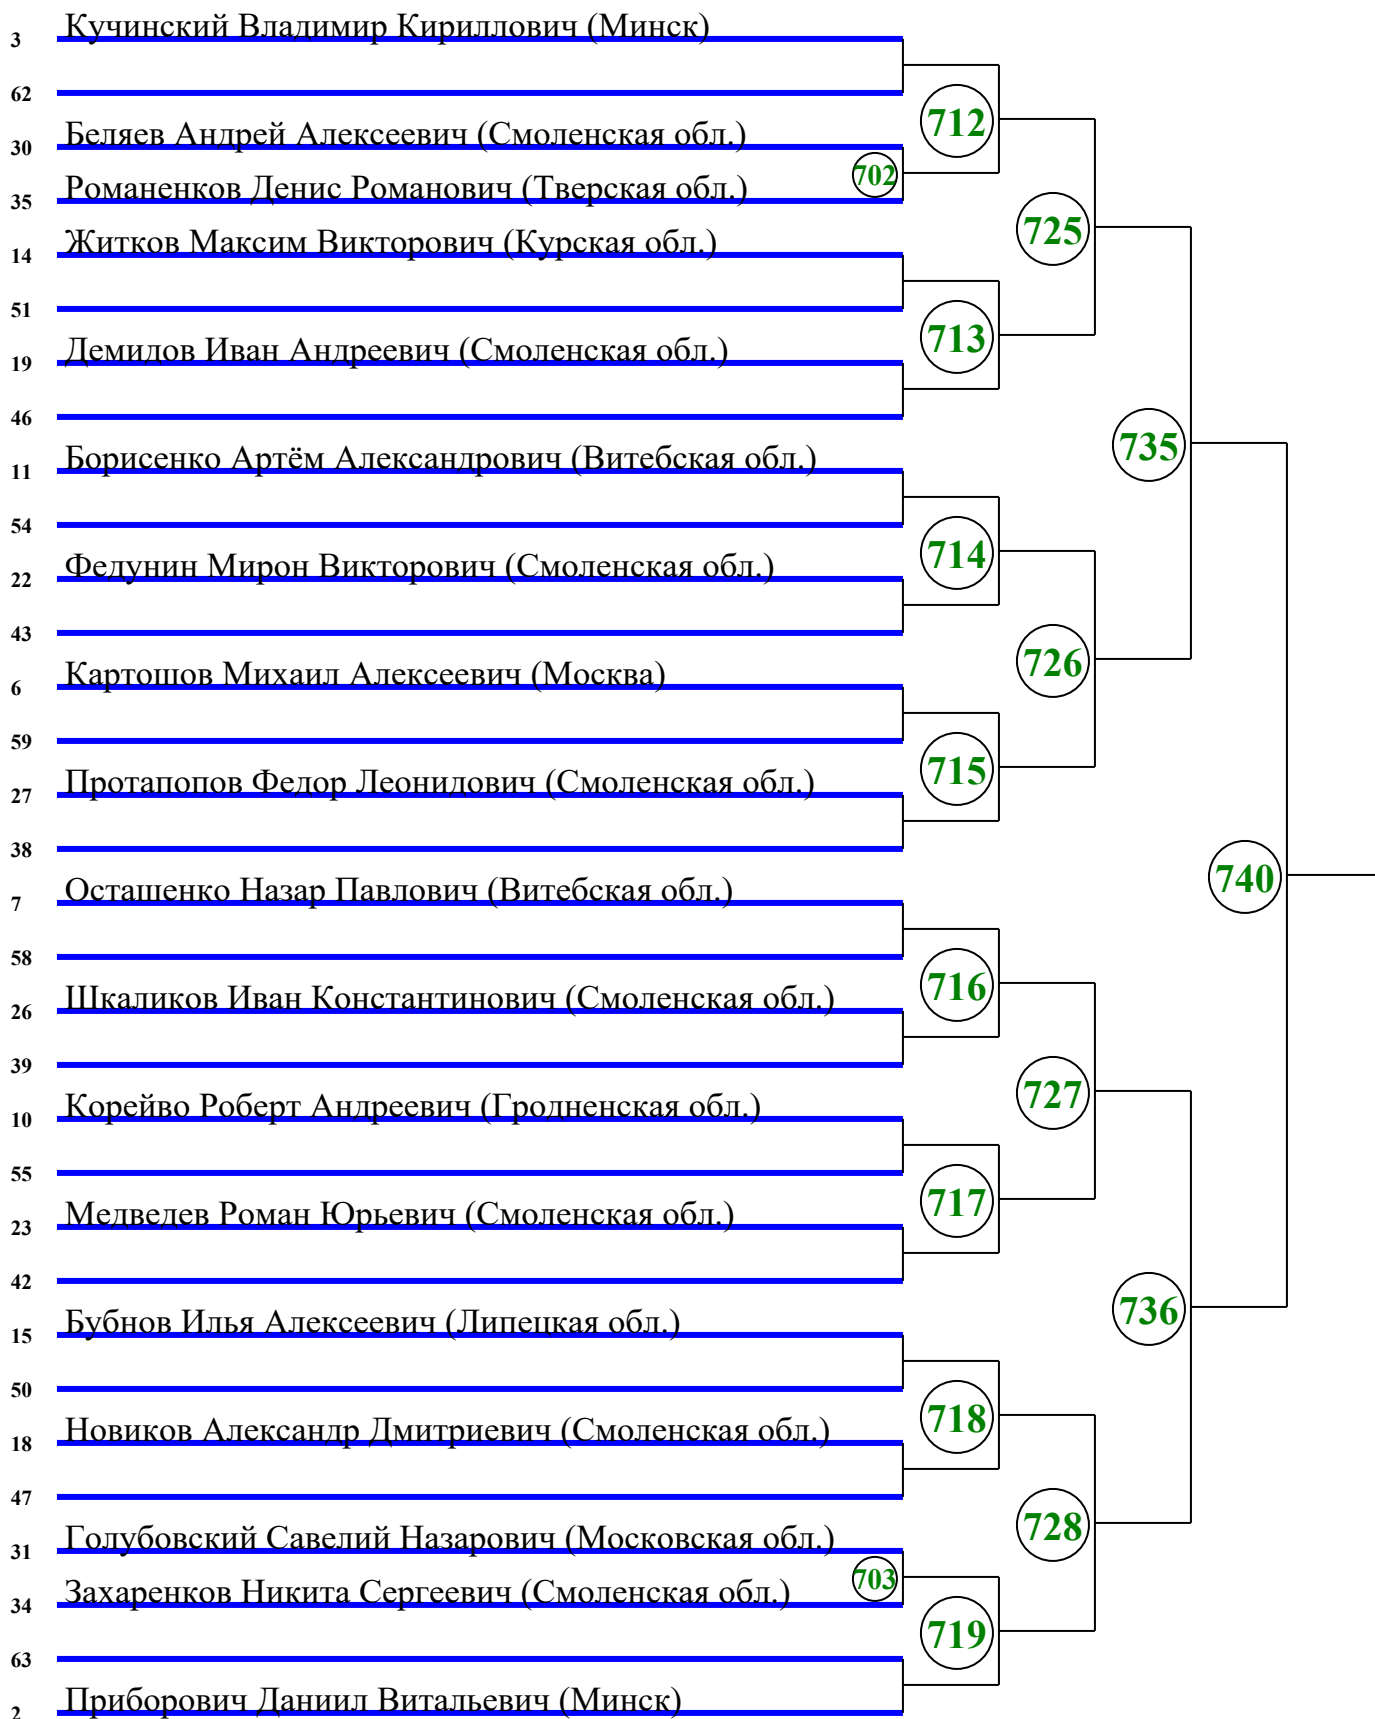 3 Кучинский Владимир Кириллович (Минск)
62
712
30 Беляев Андрей Алексеевич (Смоленская обл.)
702
35 Романенков Денис Романович (Тверская обл.)
725
14 Житков Максим Викторович (Курская обл.)
51
713
19 Демидов Иван Андреевич (Смоленская обл.)
46
735
11 Борисенко Артём Александрович (Витебская обл.)
54
714
22 Федунин Мирон Викторович (Смоленская обл.)
43
726
6 Картошов Михаил Алексеевич (Москва)
59
715
27 Протапопов Федор Леонидович (Смоленская обл.)
38
740
7 Осташенко Назар Павлович (Витебская обл.)
58
716
26 Шкаликов Иван Константинович (Смоленская обл.)
39
727
10 Корейво Роберт Андреевич (Гродненская обл.)
55
717
23 Медведев Роман Юрьевич (Смоленская обл.)
42
736
15 Бубнов Илья Алексеевич (Липецкая обл.)
50
718
18 Новиков Александр Дмитриевич (Смоленская обл.)
47
728
31 Голубовский Савелий Назарович (Московская обл.)
703
34 Захаренков Никита Сергеевич (Смоленская обл.)
719
63
2 Приборович Даниил Витальевич (Минск)